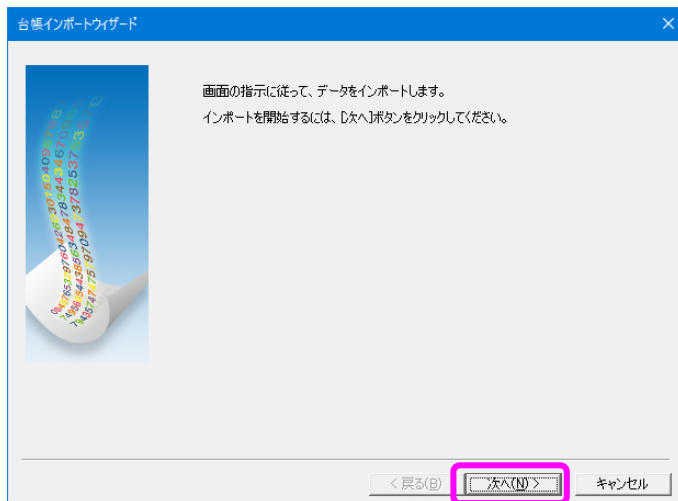 台帳インポートウィザード
画面の指示に従って、データをインポートします。
インポートを開始するには、[次へ]ボタンをクリックしてください。
< 戻る(B)
次へ(N) >
キャンセル